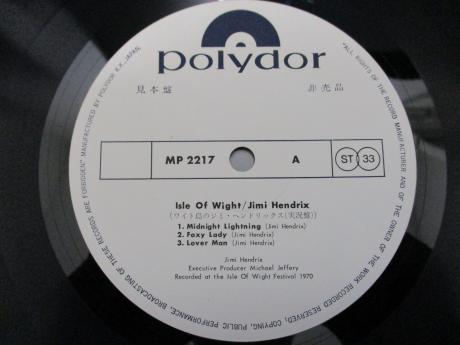 polydor
見本盤 非売品
MP 2217 A ST 33
Isle Of Wight/Jimi Hendrix
(ワイト島のジミ・ヘンドリックス(実況盤))
1. Midnight Lightning (Jimi Hendrix)
2. Foxy Lady (Jimi Hendrix)
3. Lover Man (Jimi Hendrix)
Jimi Hendrix
Executive Producer Michael Jeffery
Recorded at the Isle Of Wight Festival 1970
"ALL RIGHTS OF THE RECORD MANUFACTURER AND OF THE OWNER OF THE WORK RECORDED RESERVED, COPYING, PUBLIC PERFORMANCE, BROADCASTING OF THESE RECORDS ARE FORBIDDEN" MANUFACTURED BY POLYDOR K.K., JAPAN